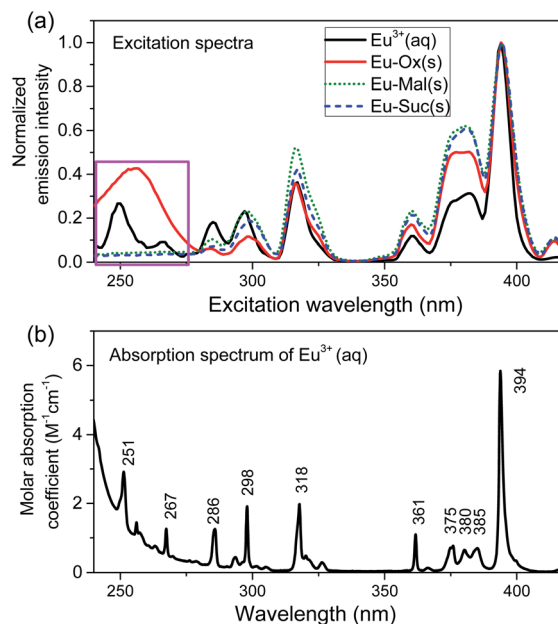 (a)
Excitation spectra
Eu3+(aq)
Eu-Ox(s)
Eu-Mal(s)
Eu-Suc(s)
Normalized
emission intensity
1.0
0.8
0.6
0.4
0.2
0.0
250 300 350 400
Excitation wavelength (nm)
(b)
Absorption spectrum of Eu3+(aq)
Molar absorption
coefficient (M-1cm-1)
6
4
2
0
251
267
286
298
318
361
375
380
385
394
250 300 350 400
Wavelength (nm)